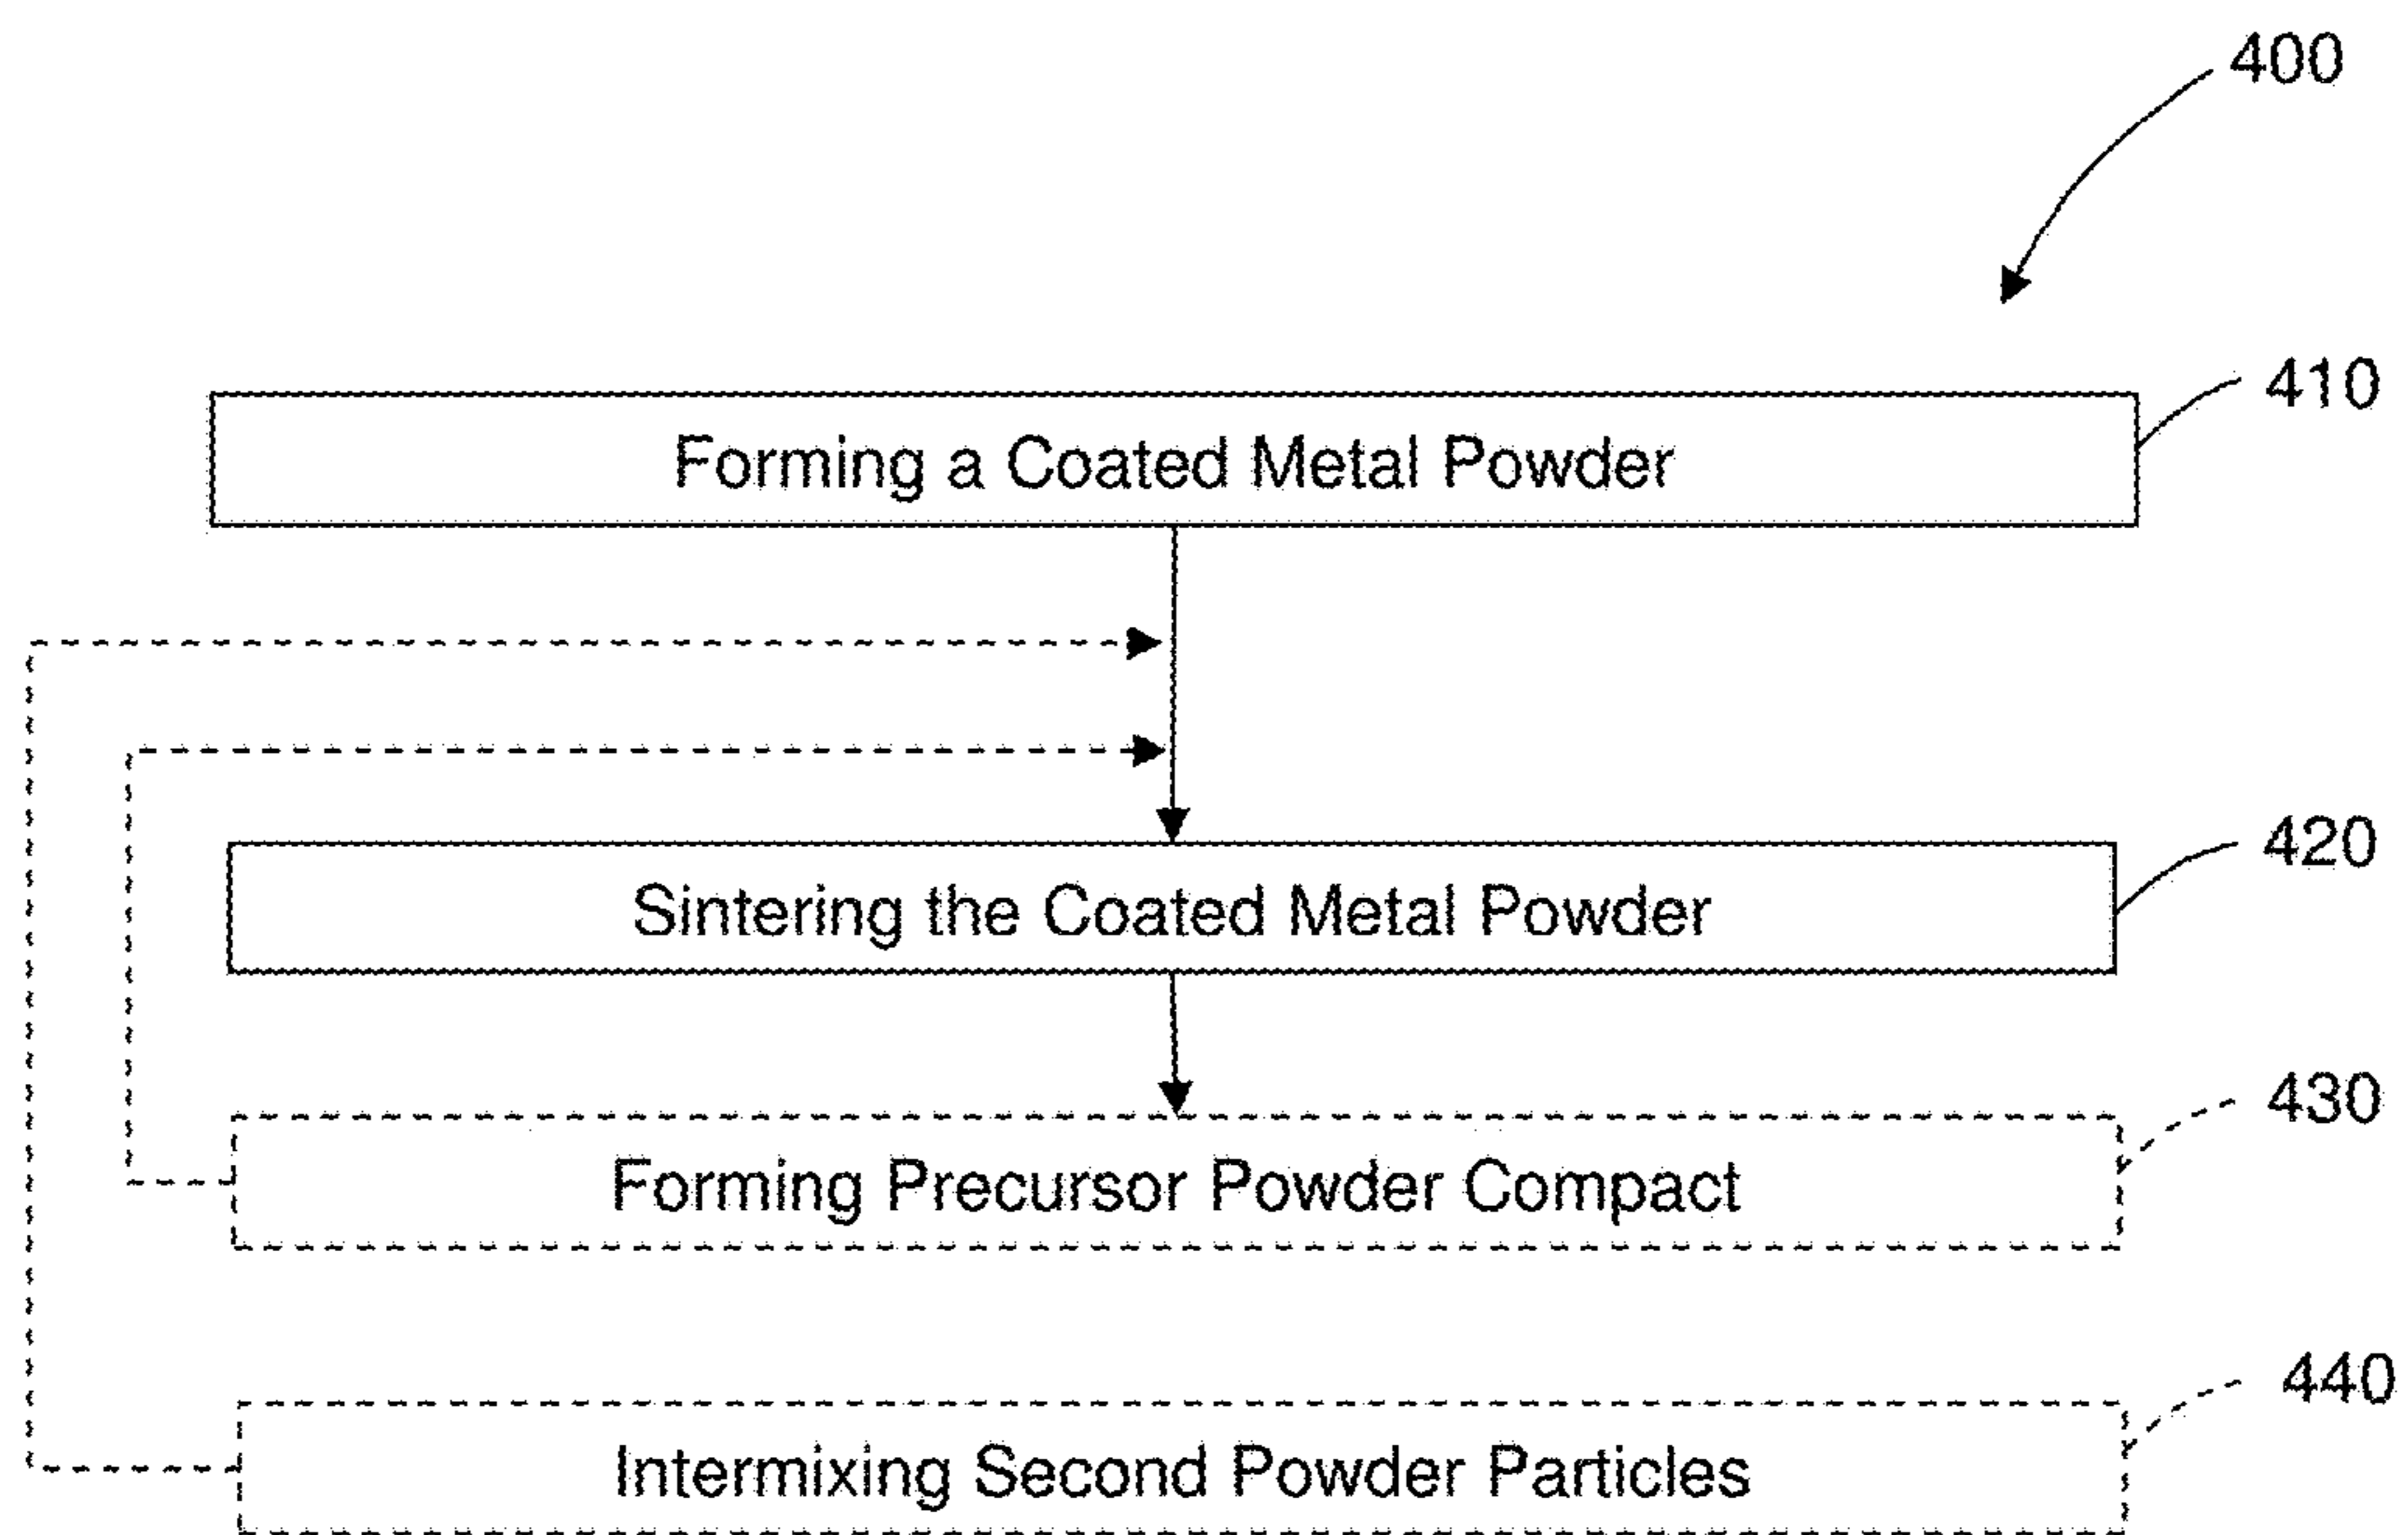 400
410
Forming a Coated Metal Powder
420
Sintering the Coated Metal Powder
430
Forming Precursor Powder Compact
440
Intermixing Second Powder Particles